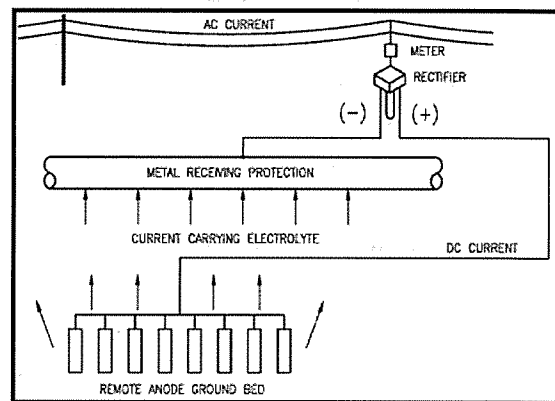 AC CURRENT
METER
RECTIFIER
(-) (+)
METAL RECEIVING PROTECTION
CURRENT CARRYING ELECTROLYTE
DC CURRENT
REMOTE ANODE GROUND BED